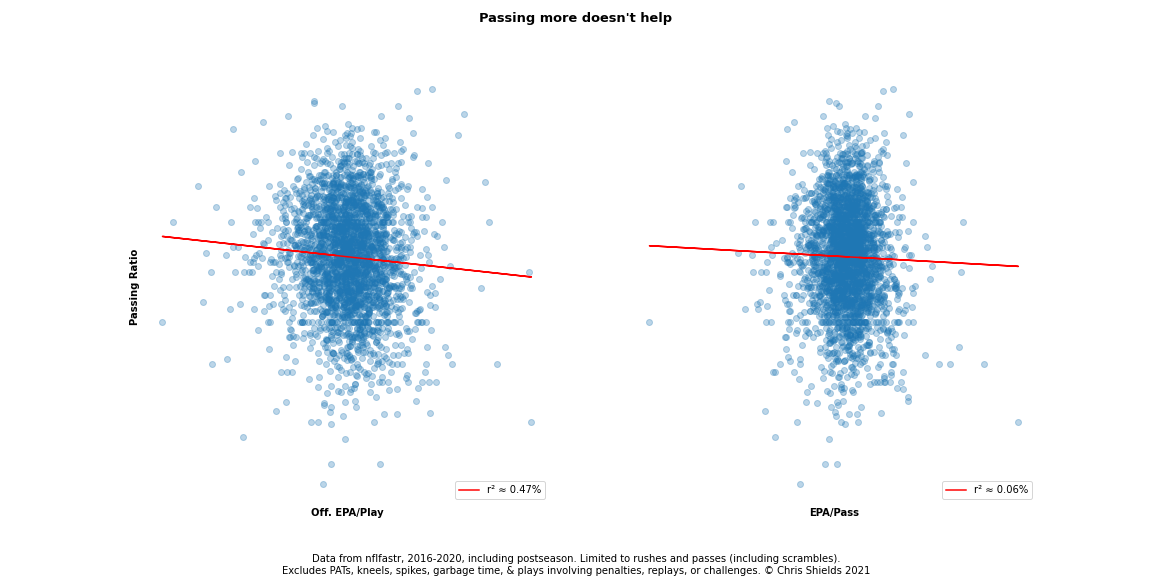 Passing more doesn't help
Passing Ratio
r² ≈ 0.47%
r² ≈ 0.06%
Off. EPA/Play
EPA/Pass
Data from nflfastr, 2016-2020, including postseason. Limited to rushes and passes (including scrambles).
Excludes PATs, kneels, spikes, garbage time, & plays involving penalties, replays, or challenges. © Chris Shields 2021